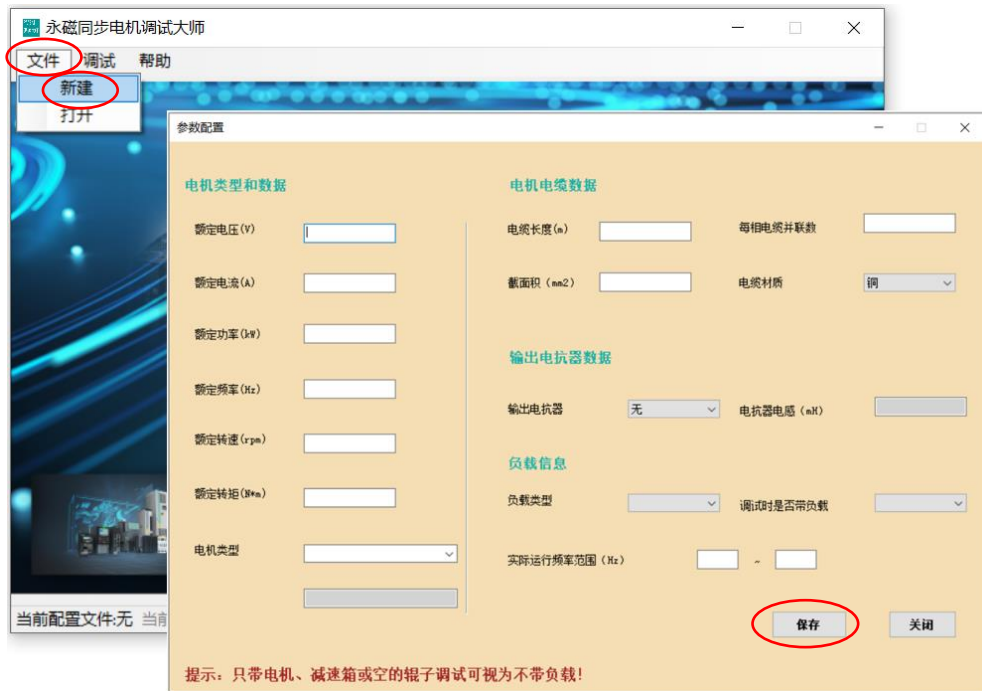 永磁同步电机调试大师
文件 调试 帮助
新建
打开
参数配置
电机类型和数据
额定电压(V)
额定电流(A)
额定功率(kW)
额定频率(Hz)
额定转速(rpm)
额定转矩(N*m)
电机类型
电机电缆数据
电缆长度(m)
每相电缆并联数
截面积 (mm2)
电缆材质
铜
输出电抗器数据
输出电抗器
无
电抗器电感 (mH)
负载信息
负载类型
调试时是否带负载
实际运行频率范围 (Hz)
~
保存
关闭
当前配置文件:无 当前
提示: 只带电机、减速箱或空的辊子调试可视为不带负载!